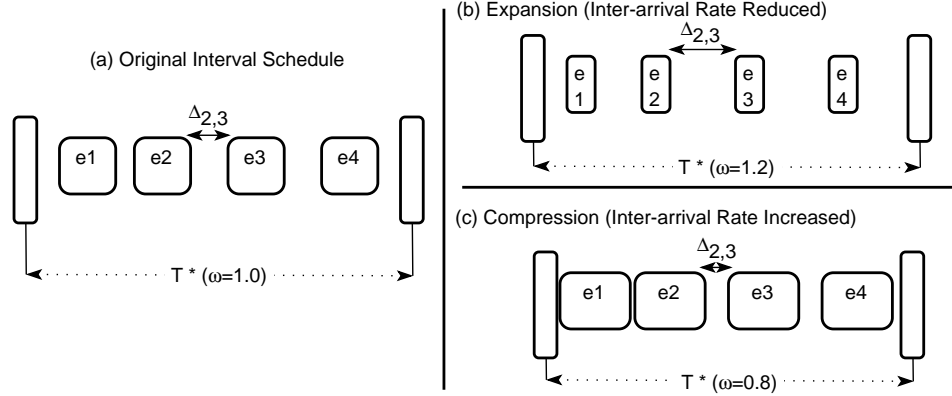 (a) Original Interval Schedule
Δ2,3
e1 e2 e3 e4
T * (ω=1.0)
(b) Expansion (Inter-arrival Rate Reduced)
Δ2,3
e e e e
1 2 3 4
T * (ω=1.2)
(c) Compression (Inter-arrival Rate Increased)
Δ2,3
e1 e2 e3 e4
T * (ω=0.8)